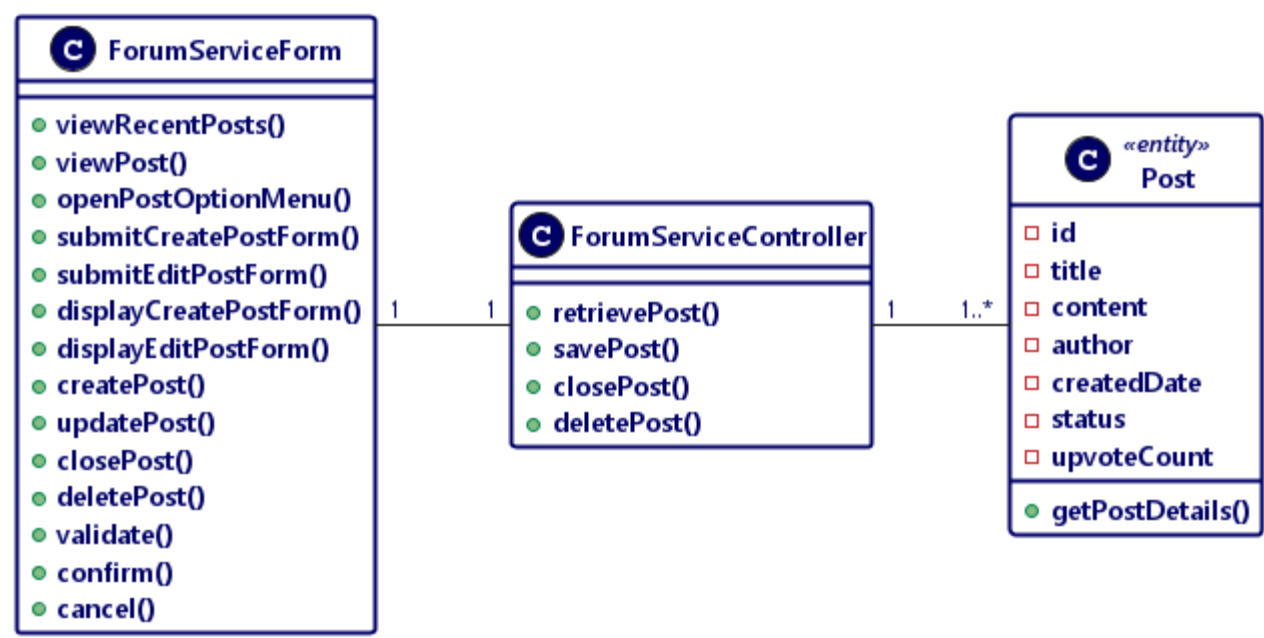 C ForumServiceForm
viewRecentPosts()
viewPost()
openPostOptionMenu()
submitCreatePostForm()
submitEditPostForm()
displayCreatePostForm()
displayEditPostForm()
createPost()
updatePost()
closePost()
deletePost()
validate()
confirm()
cancel()
1
1
C ForumServiceController
retrievePost()
savePost()
closePost()
deletePost()
1
1..*
C «entity»
Post
id
title
content
author
createdDate
status
upvoteCount
getPostDetails()